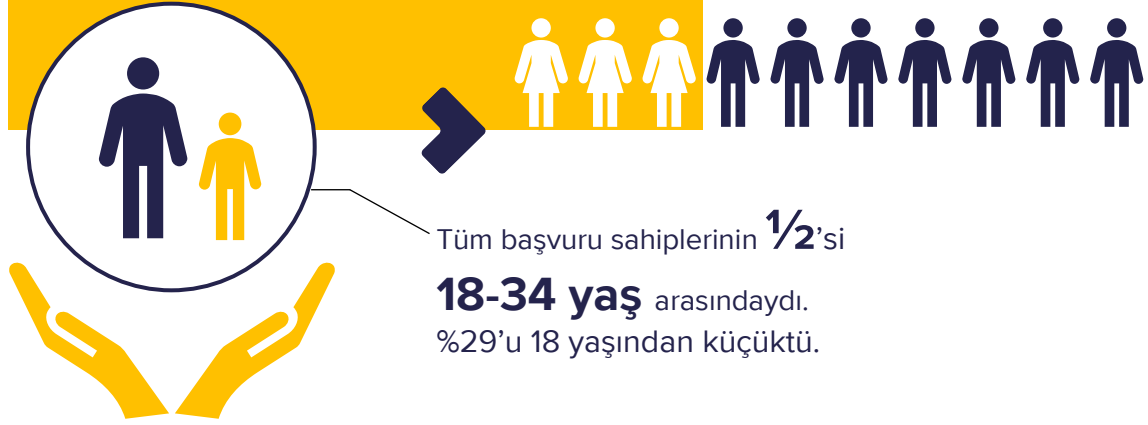 Tüm başvuru sahiplerinin ½’si
18-34 yaş arasındaydı.
%29’u 18 yaşından küçüktü.